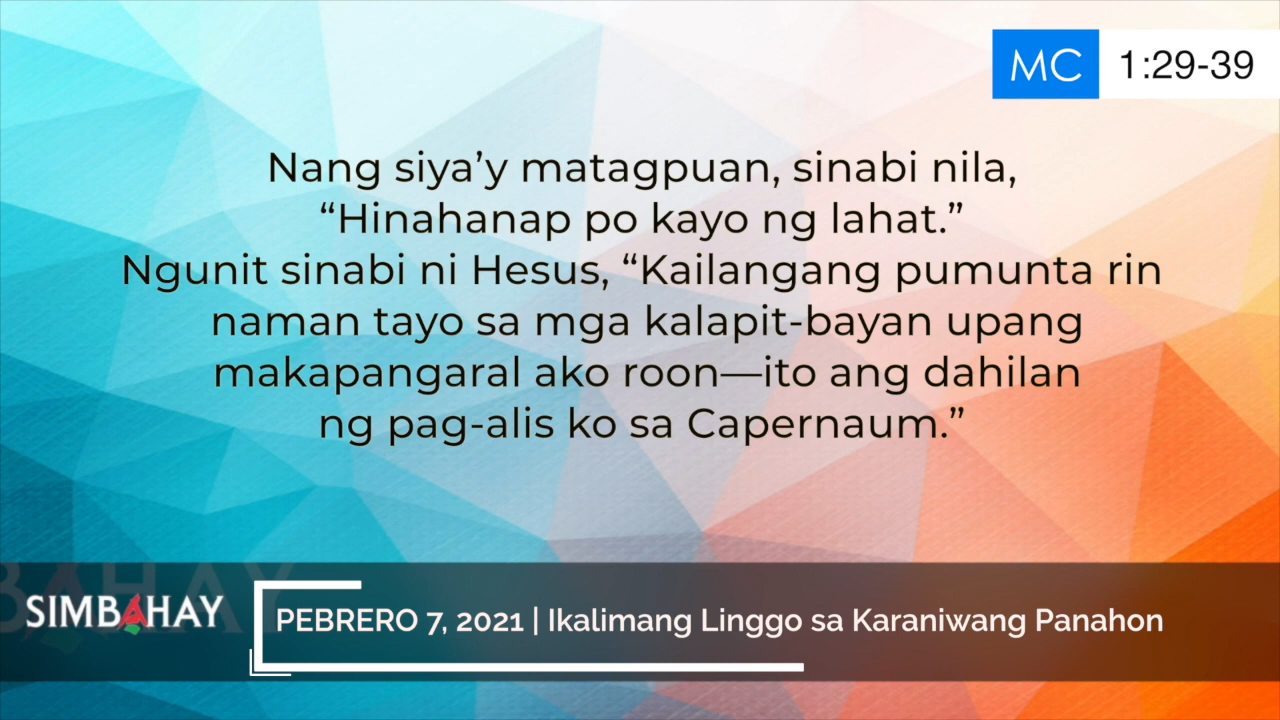 MC 1:29-39
Nang siya’y matagpuan, sinabi nila,
“Hinahanap po kayo ng lahat.”
Ngunit sinabi ni Hesus, “Kailangang pumunta rin
naman tayo sa mga kalapit-bayan upang
makapangaral ako roon—ito ang dahilan
ng pag-alis ko sa Capernaum.”
SIMBAHAY
PEBRERO 7, 2021 | Ikalimang Linggo sa Karaniwang Panahon